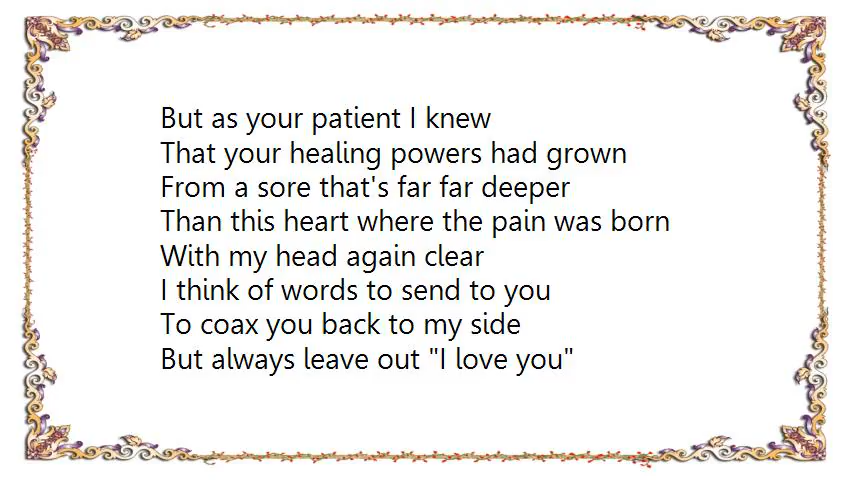 But as your patient I knew
That your healing powers had grown
From a sore that's far far deeper
Than this heart where the pain was born
With my head again clear
I think of words to send to you
To coax you back to my side
But always leave out "I love you"